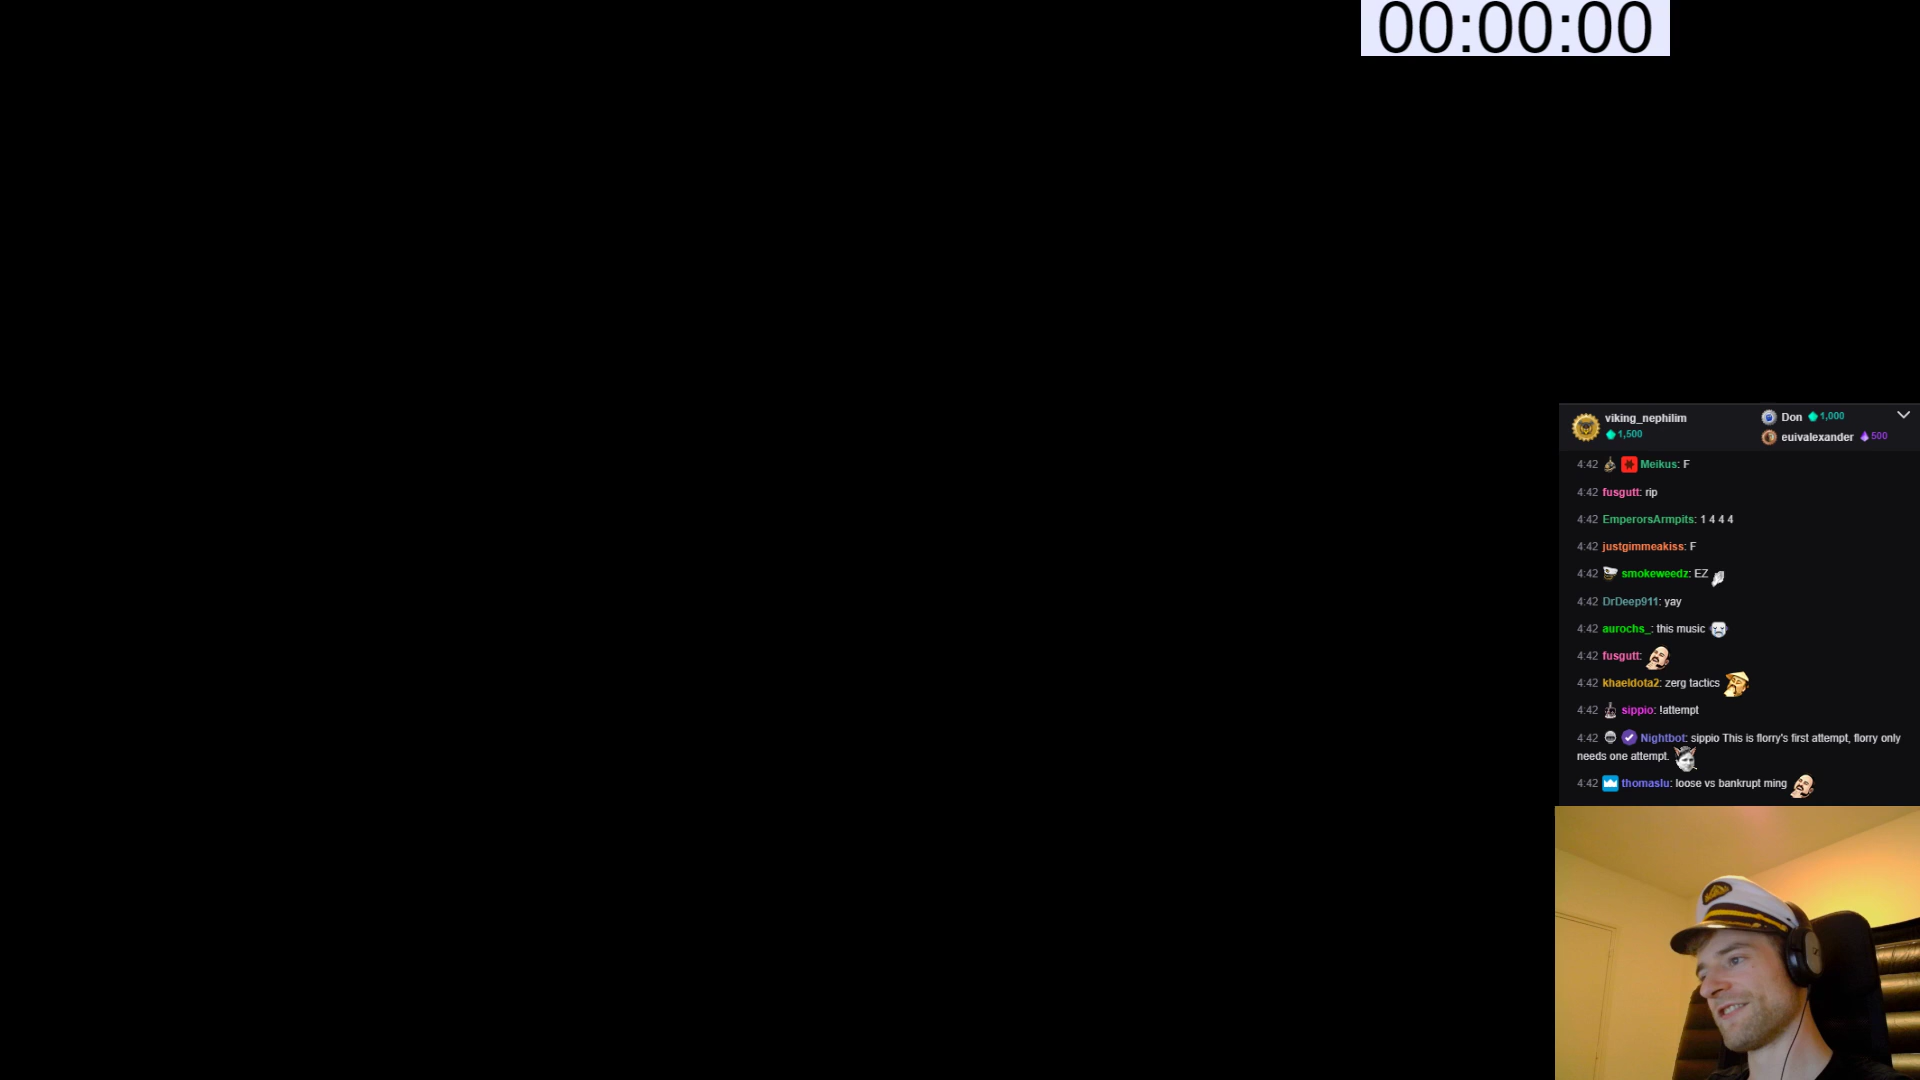 00:00:00
viking_nephilim
1,500
Don 1,000
euivalexander 500
4:42 Meikus: F
4:42 fusgutt: rip
4:42 EmperorsArmpits: 1 4 4 4
4:42 justgimmeakiss: F
4:42 smokeweedz: EZ
4:42 DrDeep911: yay
4:42 aurochs_: this music
4:42 fusgutt:
4:42 khaeldota2: zerg tactics
4:42 sippio: !attempt
4:42 Nightbot: sippio This is florry's first attempt, florry only
needs one attempt.
4:42 thomaslu: loose vs bankrupt ming